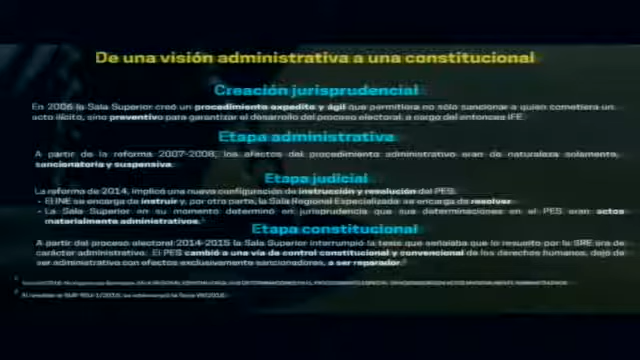 De una visión administrativa a una constitucional
Creación jurisprudencial
En 2006 la Sala Superior creó un procedimiento expedito y ágil que permitiera no sólo sancionar a quien cometiera un
acto ilícito, sino preventivo para garantizar el desarrollo del proceso electoral a cargo del entonces IFE.
Etapa administrativa
A partir de la reforma 2007-2008, los efectos del procedimiento administrativo eran de naturaleza solamente
sancionatoria y suspensiva.
Etapa judicial
La reforma de 2014, implicó una nueva configuración de instrucción y resolución del PES:
- El INE se encarga de instruir y, por otra parte, la Sala Regional Especializada se encarga de resolver
- La Sala Superior en su momento determinó en jurisprudencia que sus determinaciones en el PES eran actos
materialmente administrativos.
Etapa constitucional
A partir del proceso electoral 2014-2015 la Sala Superior interrumpió la tesis que señalaba que lo resuelto por la SRE era de
carácter administrativo. El PES cambió a una vía de control constitucional y convencional de los derechos humanos, dejó de
ser administrativo con efectos exclusivamente sancionadores, a ser reparador.